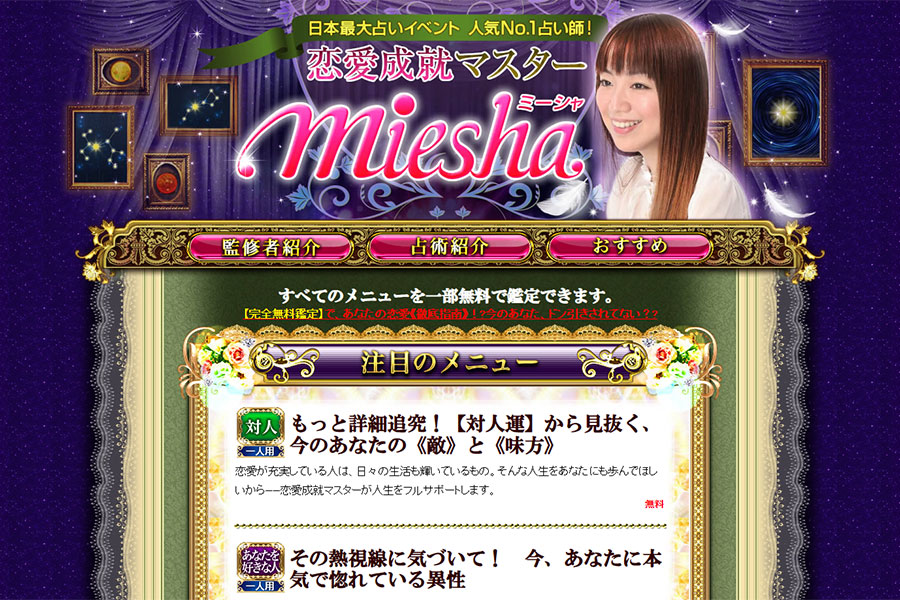 日本最大占いイベント 人気No.1占い師！
恋愛成就マスター
ミーシャ
miesha
監修者紹介
占術紹介
おすすめ
すべてのメニューを一部無料で鑑定できます。
【完全無料鑑定】で、あなたの恋愛《徹底指南》！?今のあなた、ドン引きされてない？？
注目のメニュー
対人
一人用
もっと詳細追究！【対人運】から見抜く、
今のあなたの《敵》と《味方》
恋愛が充実している人は、日々の生活も輝いているもの。そんな人生をあなたにも歩んでほし
いから――恋愛成就マスターが人生をフルサポートします。
無料
あなたを
好きな人
一人用
その熱視線に気づいて！　今、あなたに本
気で惚れている異性